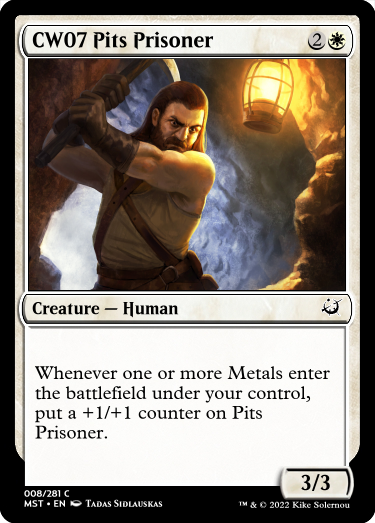 CW07 Pits Prisoner 2
Creature — Human
Whenever one or more Metals enter
the battlefield under your control,
put a +1/+1 counter on Pits
Prisoner.
3/3
008/281 C
MST • EN Tadas Sidlauskas
™ & © 2022 Kike Solernou